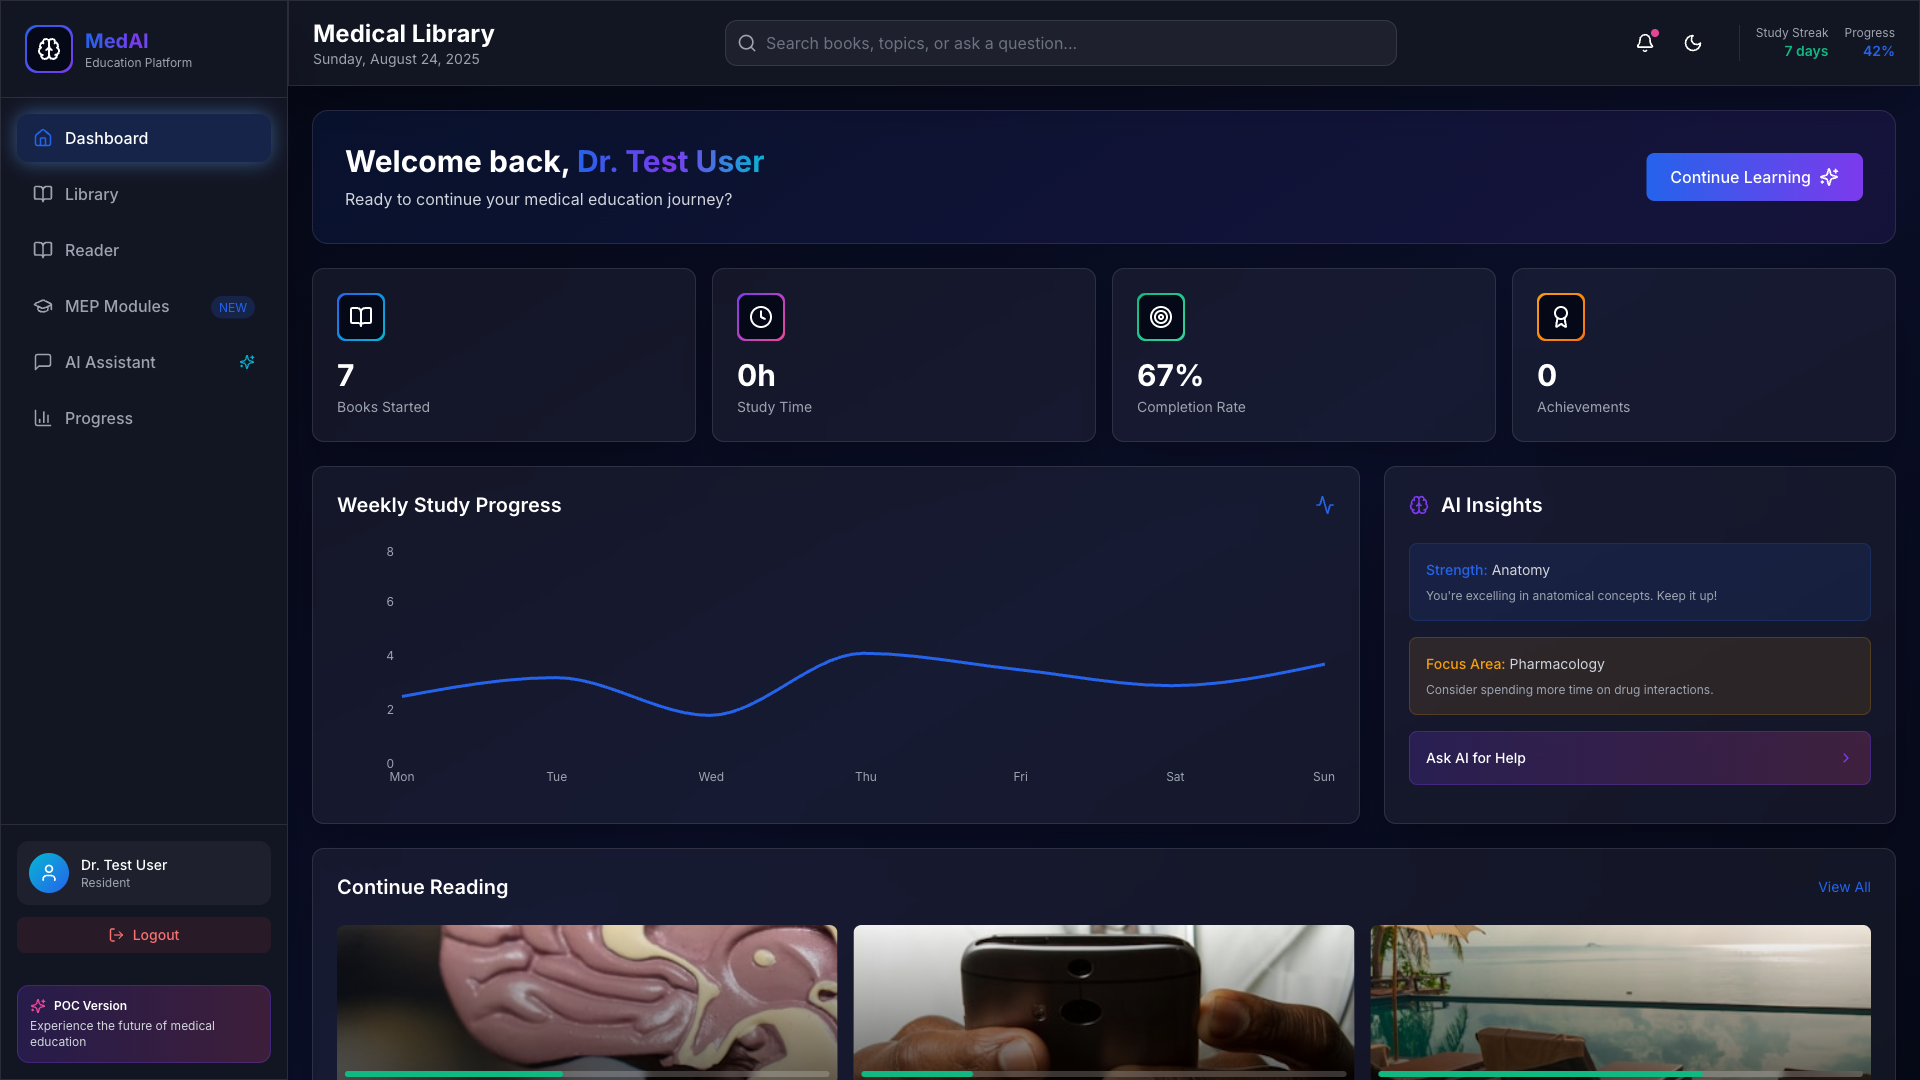 MedAI
Education Platform
Dashboard
Library
Reader
MEP Modules NEW
AI Assistant
Progress
Dr. Test User
Resident
Logout
POC Version
Experience the future of medical
education
Medical Library
Sunday, August 24, 2025
Search books, topics, or ask a question...
Study Streak
7 days
Progress
42%
Welcome back, Dr. Test User
Ready to continue your medical education journey?
Continue Learning
7
Books Started
0h
Study Time
67%
Completion Rate
0
Achievements
Weekly Study Progress
8
6
4
2
0
Mon Tue Wed Thu Fri Sat Sun
AI Insights
Strength: Anatomy
You're excelling in anatomical concepts. Keep it up!
Focus Area: Pharmacology
Consider spending more time on drug interactions.
Ask AI for Help
Continue Reading
View All